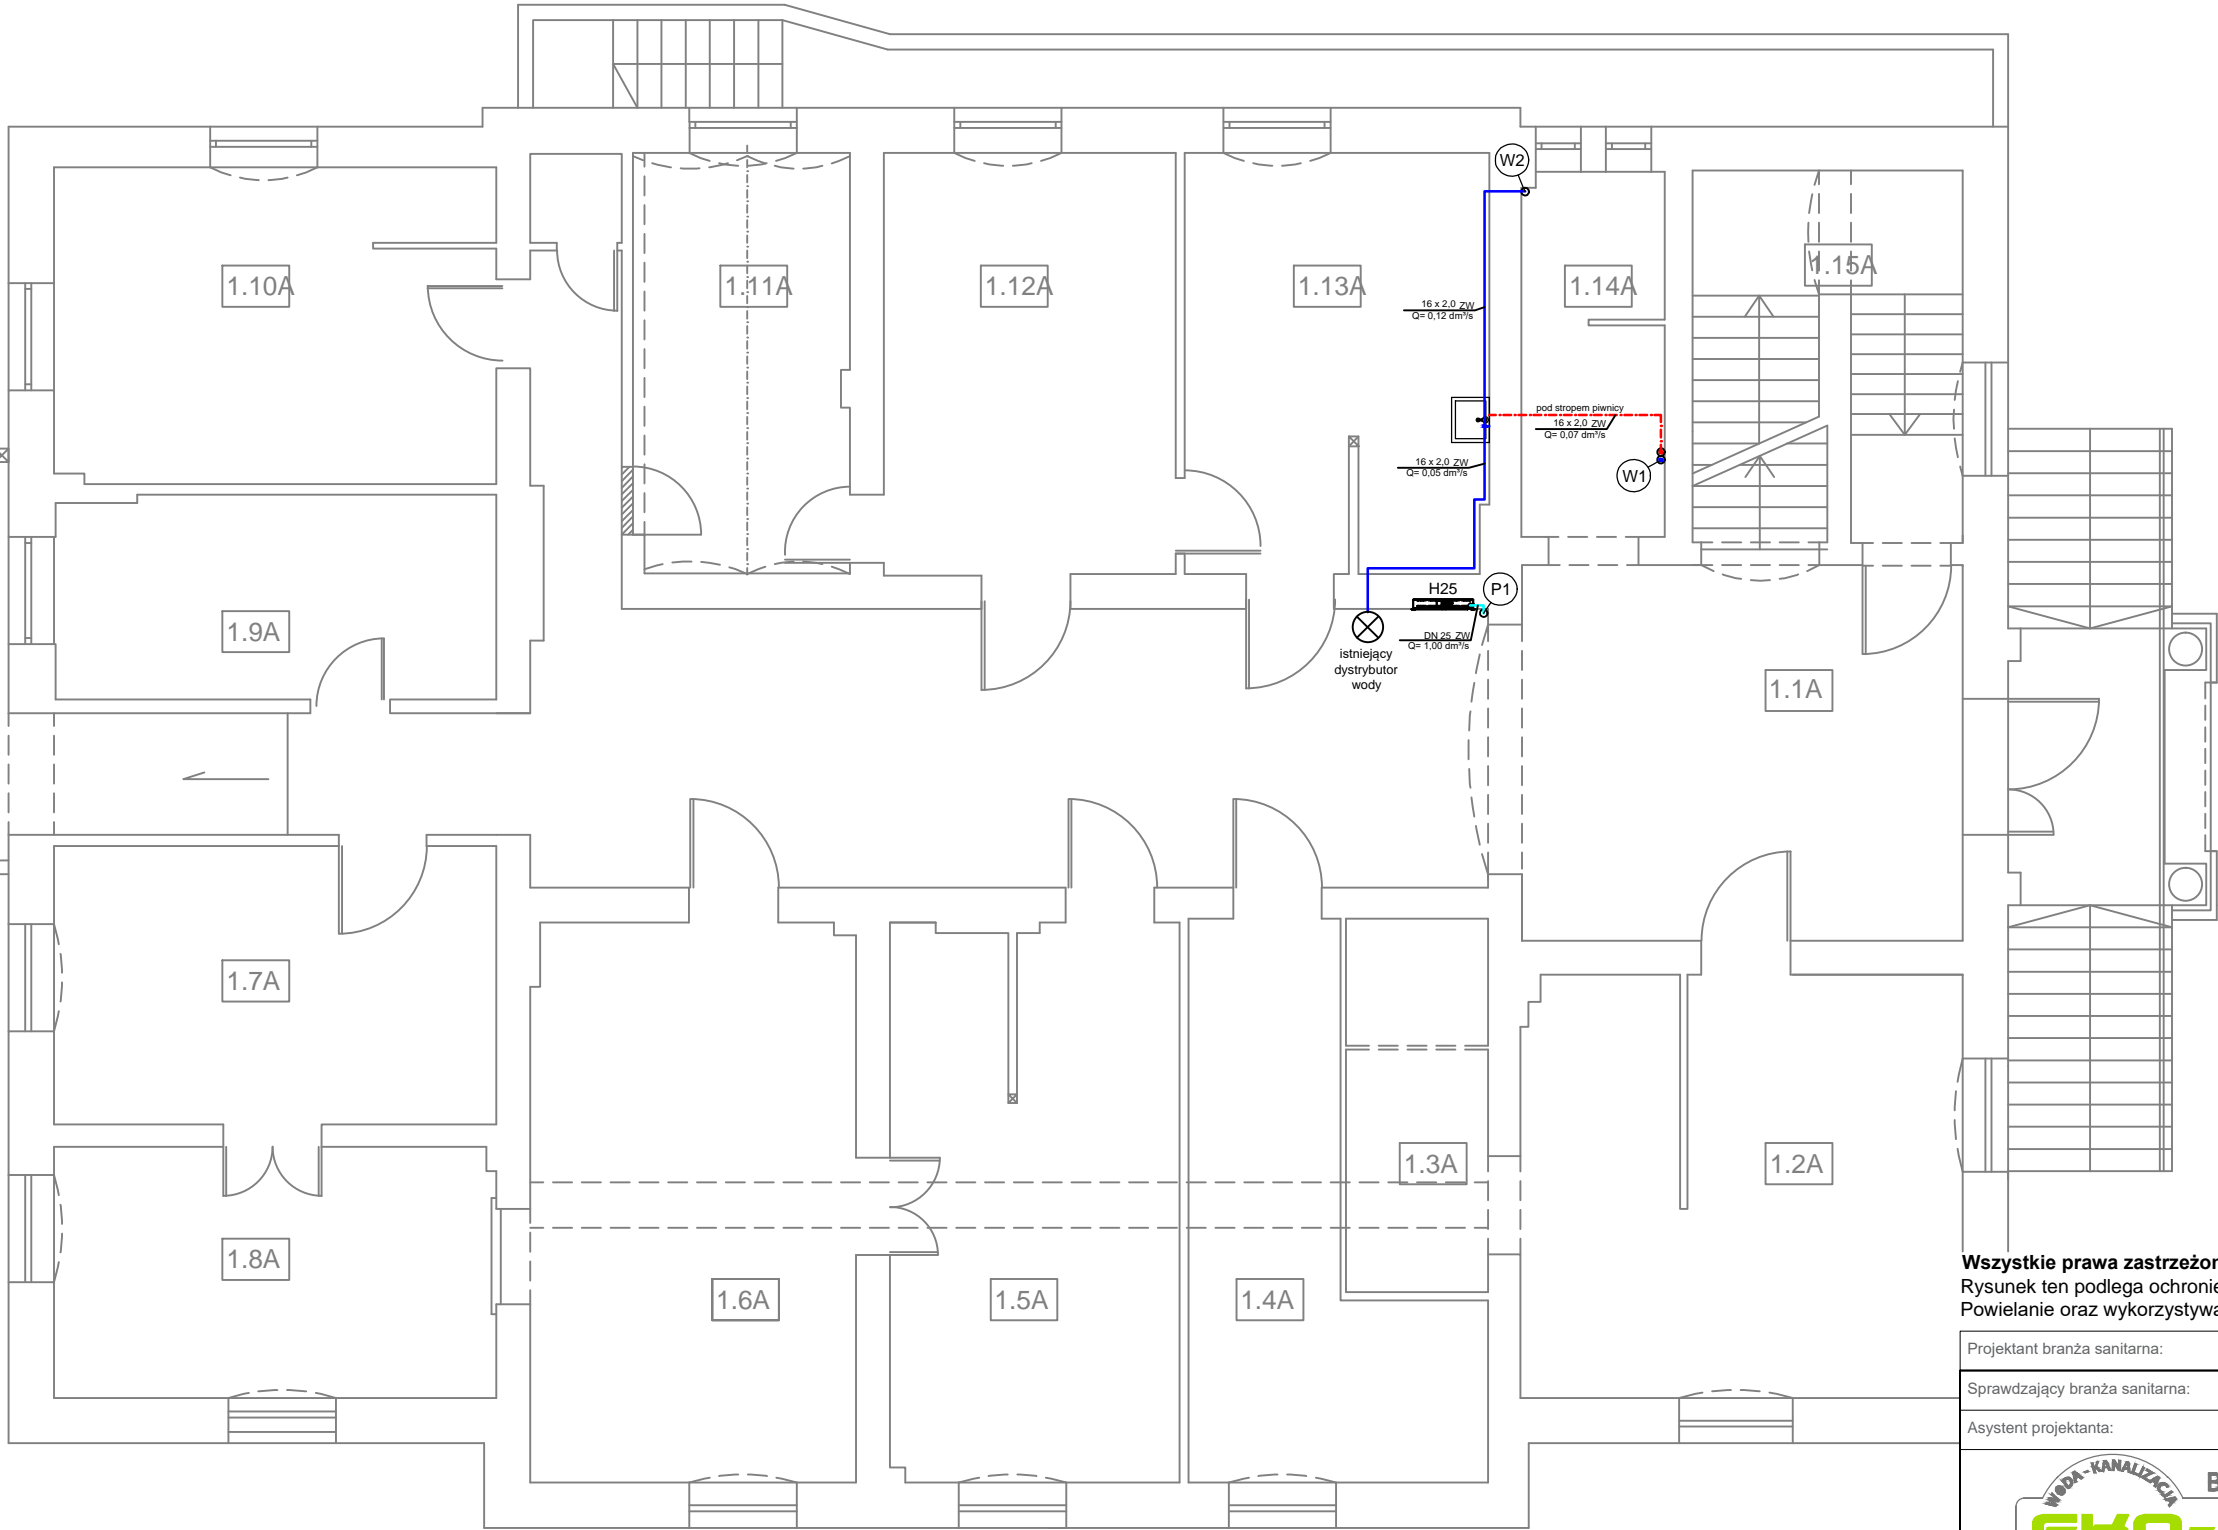 W2
1.10A
1.11A
1.12A
1.13A
1.14A
1.15A
16 x 2,0 ZW
Q= 0,12 dm³/s
pod stropem piwnicy
16 x 2,0 ZW
Q= 0,07 dm³/s
16 x 2,0 ZW
Q= 0,05 dm³/s
W1
H25
P1
DN 25 ZW
Q= 1,00 dm³/s
istniejący
dystrybutor
wody
1.9A
1.1A
1.7A
1.3A
1.2A
1.8A
1.6A
1.5A
1.4A
Wszystkie prawa zastrzeżon
Rysunek ten podlega ochronie
Powielanie oraz wykorzystywa
Projektant branża sanitarna:
Sprawdzający branża sanitarna:
Asystent projektanta:
WODA - KANALIZACJA
B